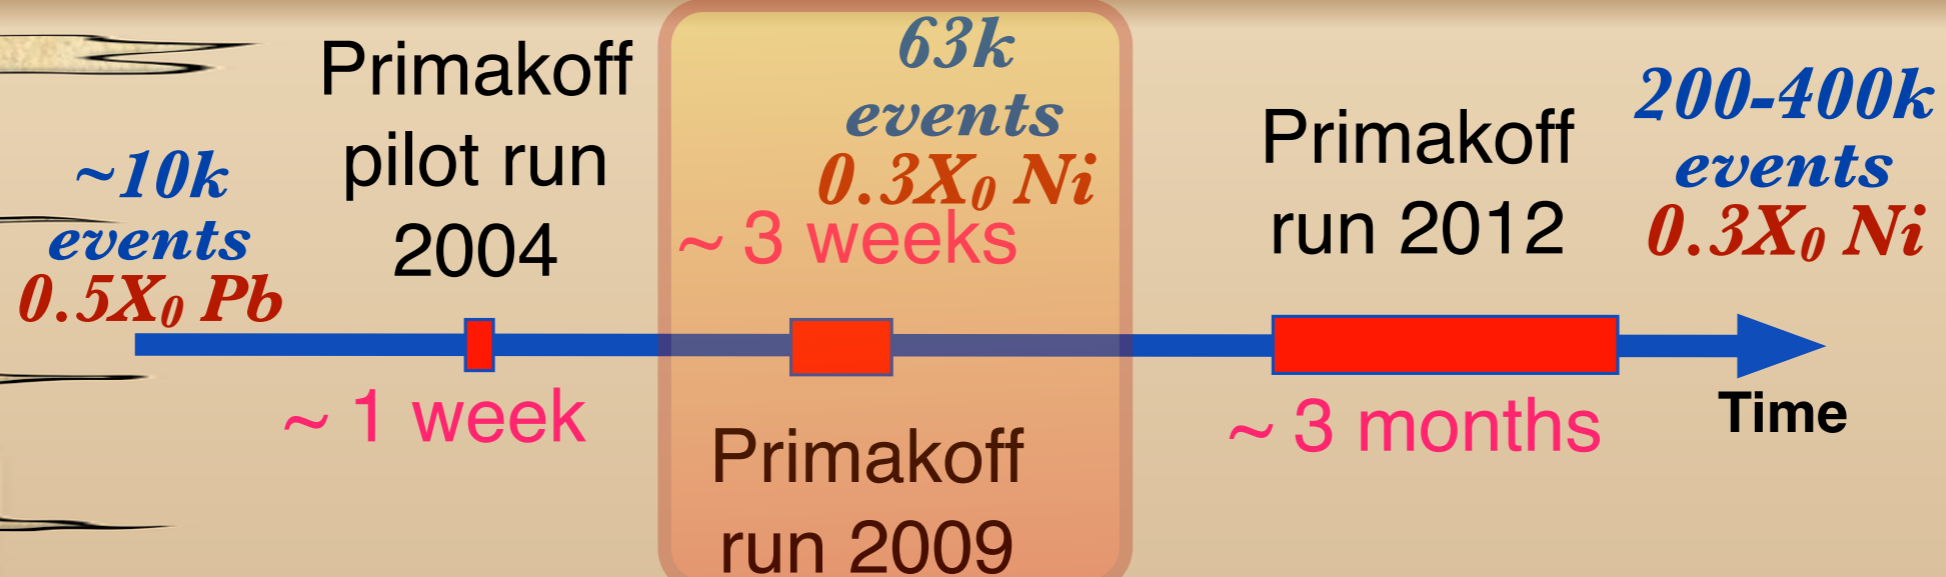 ~10k
events
0.5X₀ Pb
Primakoff
pilot run
2004
~ 1 week
63k
events
0.3X₀ Ni
~ 3 weeks
Primakoff
run 2009
Primakoff
run 2012
~ 3 months
200-400k
events
0.3X₀ Ni
Time